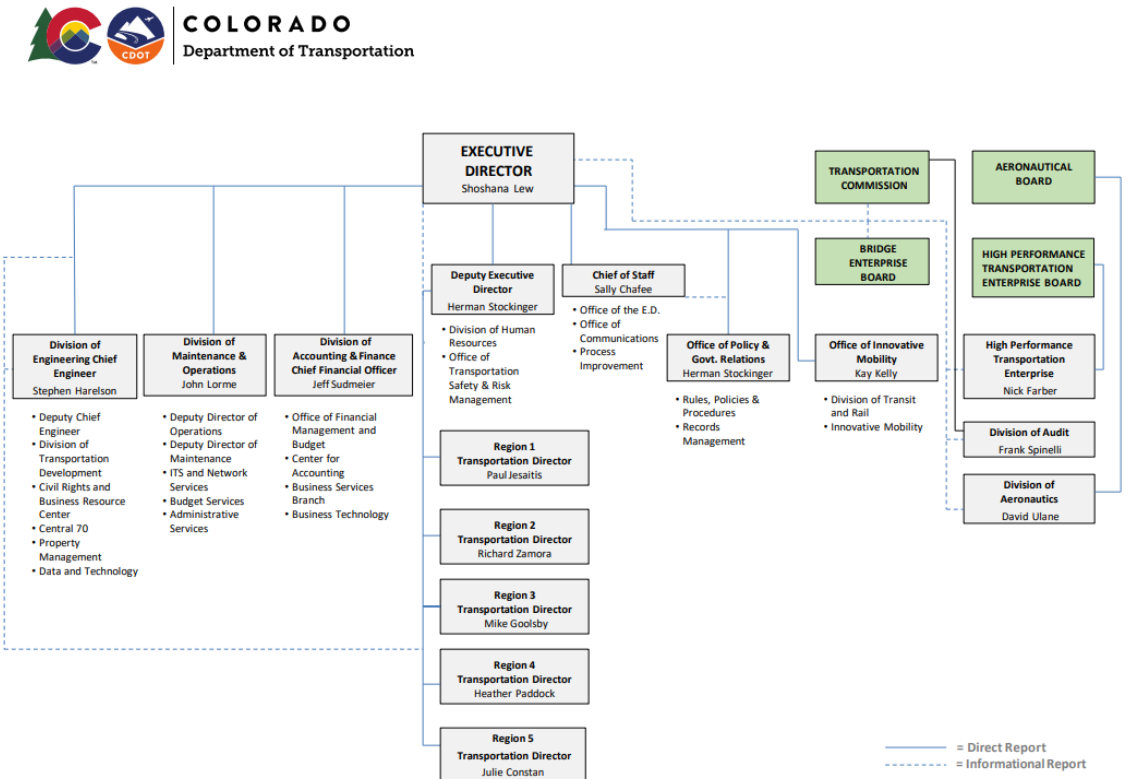 COLORADO
Department of Transportation
CDOT
TM
EXECUTIVE
DIRECTOR
Shoshana Lew
TRANSPORTATION
COMMISSION
AERONAUTICAL
BOARD
BRIDGE
ENTERPRISE
BOARD
HIGH PERFORMANCE
TRANSPORTATION
ENTERPRISE BOARD
Deputy Executive
Director
Herman Stockinger
• Division of Human
Resources
• Office of
Transportation
Safety & Risk
Management
Chief of Staff
Sally Chafee
• Office of the E.D.
• Office of
Communications
• Process
Improvement
Division of
Engineering Chief
Engineer
Stephen Harelson
• Deputy Chief
Engineer
• Division of
Transportation
Development
• Civil Rights and
Business Resource
Center
• Central 70
• Property
Management
• Data and Technology
Division of
Maintenance &
Operations
John Lorme
• Deputy Director of
Operations
• Deputy Director of
Maintenance
• ITS and Network
Services
• Budget Services
• Administrative
Services
Division of
Accounting & Finance
Chief Financial Officer
Jeff Sudmeier
• Office of Financial
Management and
Budget
• Center for
Accounting
• Business Services
Branch
• Business Technology
Office of Policy &
Govt. Relations
Herman Stockinger
• Rules, Policies &
Procedures
• Records
Management
Office of Innovative
Mobility
Kay Kelly
• Division of Transit
and Rail
• Innovative Mobility
High Performance
Transportation
Enterprise
Nick Farber
Division of Audit
Frank Spinelli
Division of
Aeronautics
David Ulane
Region 1
Transportation Director
Paul Jesaitis
Region 2
Transportation Director
Richard Zamora
Region 3
Transportation Director
Mike Goolsby
Region 4
Transportation Director
Heather Paddock
Region 5
Transportation Director
Julie Constan
= Direct Report
= Informational Report